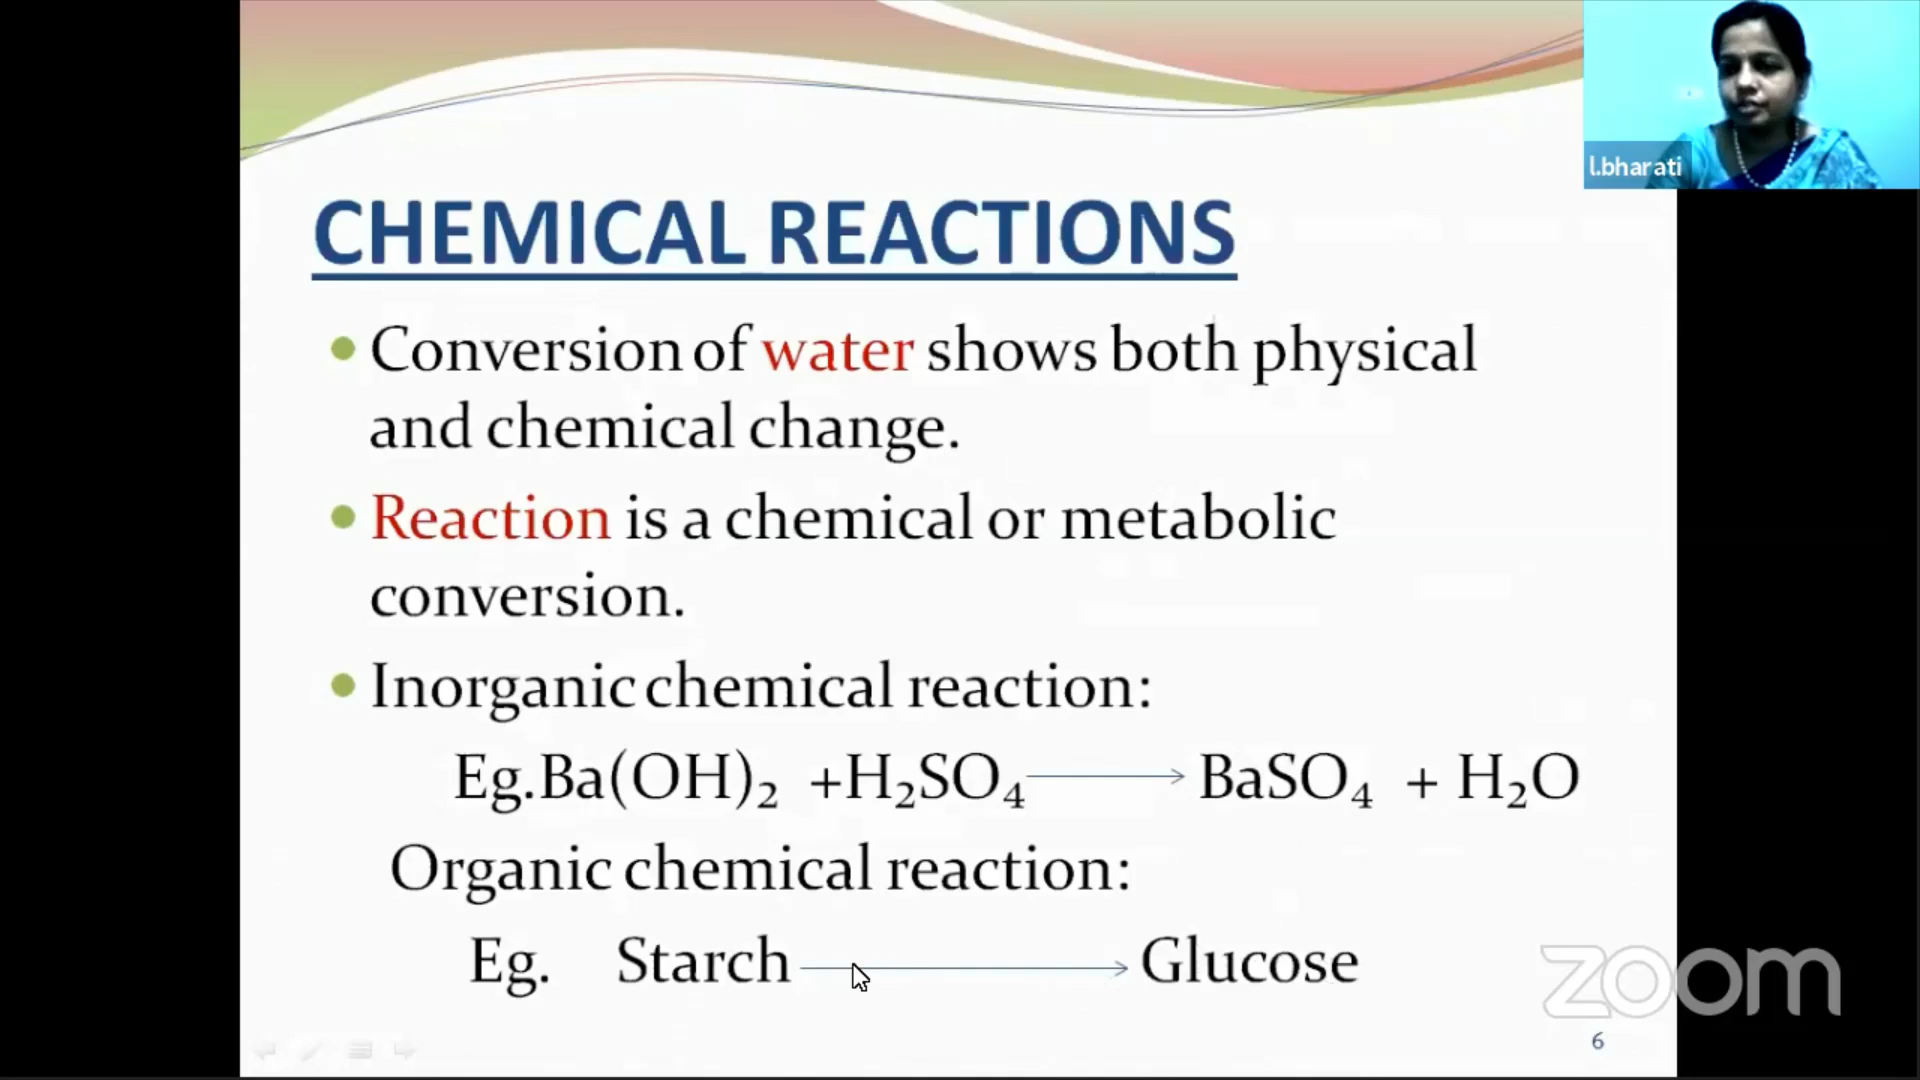 l.bharati
CHEMICAL REACTIONS
Conversion of water shows both physical
and chemical change.
Reaction is a chemical or metabolic
conversion.
Inorganic chemical reaction:
Eg.Ba(OH)₂ +H₂SO₄ → BaSO₄ + H₂O
Organic chemical reaction:
Eg. Starch → Glucose
zoom
6